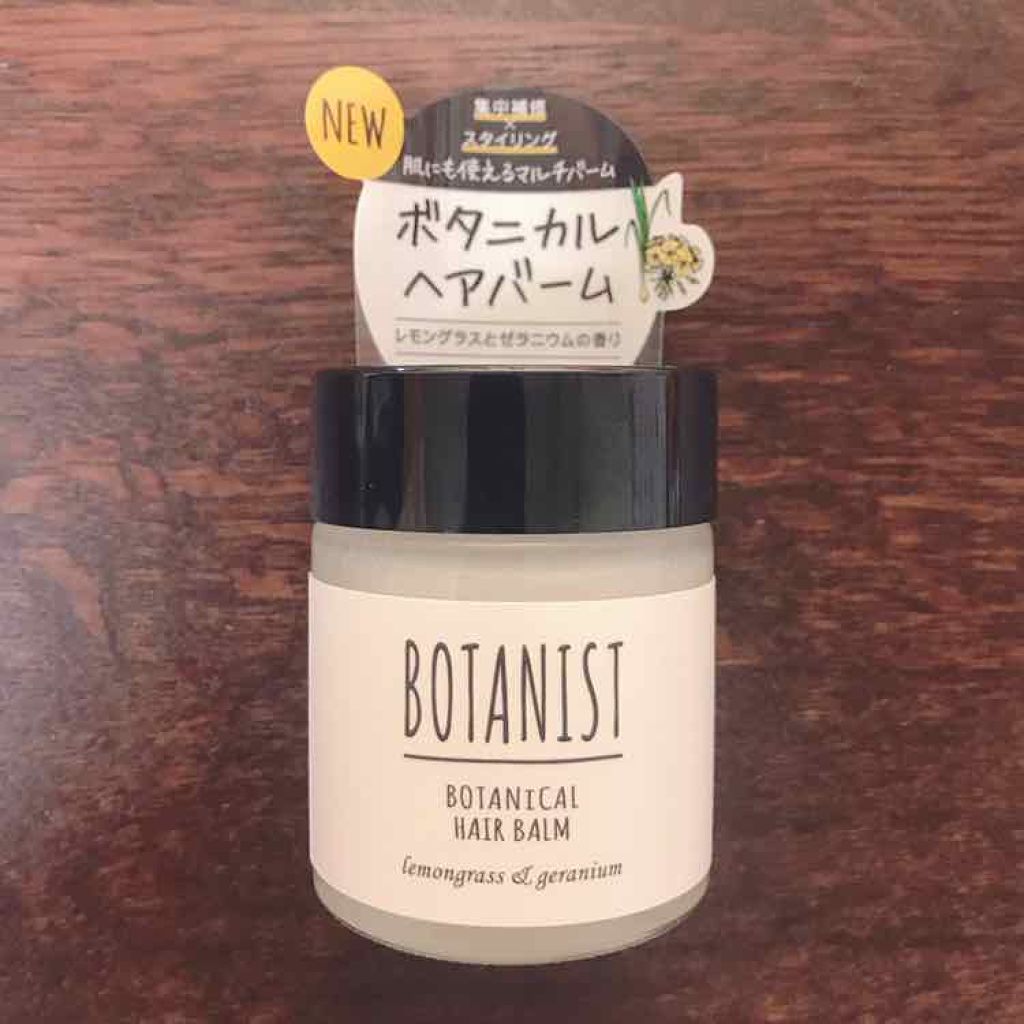 NEW
集中補修
×
スタイリング
肌にも使えるマルチバーム
ボタニカル
ヘアバーム
レモングラスとゼラニウムの香り
BOTANIST
BOTANICAL
HAIR BALM
lemongrass & geranium